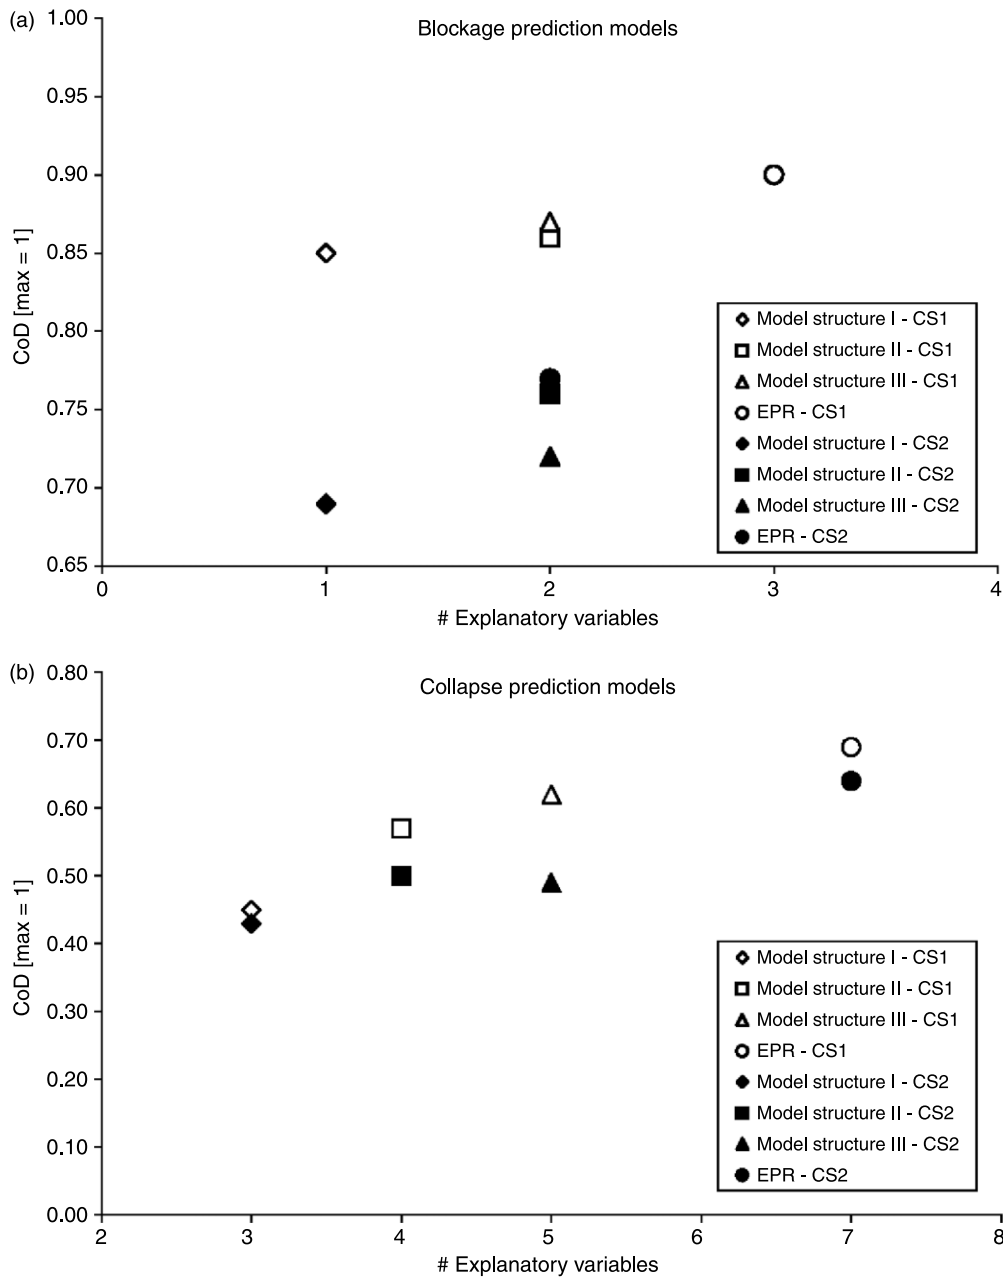 (a)
Blockage prediction models
1.00
0.95
0.90
0.85
0.80
0.75
0.70
0.65
CoD [max = 1]
0 1 2 3 4
# Explanatory variables
Model structure I - CS1
Model structure II - CS1
Model structure III - CS1
EPR - CS1
Model structure I - CS2
Model structure II - CS2
Model structure III - CS2
EPR - CS2
(b)
Collapse prediction models
0.80
0.70
0.60
0.50
0.40
0.30
0.20
0.10
0.00
CoD [max = 1]
2 3 4 5 6 7 8
# Explanatory variables
Model structure I - CS1
Model structure II - CS1
Model structure III - CS1
EPR - CS1
Model structure I - CS2
Model structure II - CS2
Model structure III - CS2
EPR - CS2